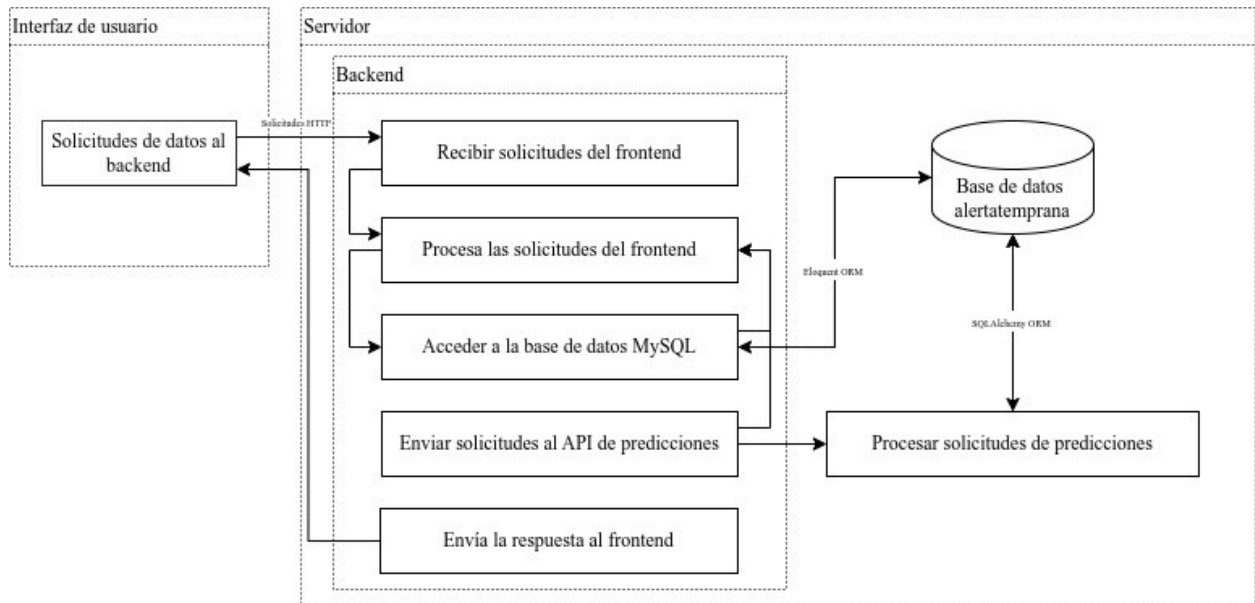 Interfaz de usuario
Servidor
Backend
Solicitudes de datos al
backend
Solicitudes HTTP
Recibir solicitudes del frontend
Procesa las solicitudes del frontend
Acceder a la base de datos MySQL
Enviar solicitudes al API de predicciones
Envía la respuesta al frontend
Eloquent ORM
Base de datos
alertatemprana
SQLAlchemy ORM
Procesar solicitudes de predicciones